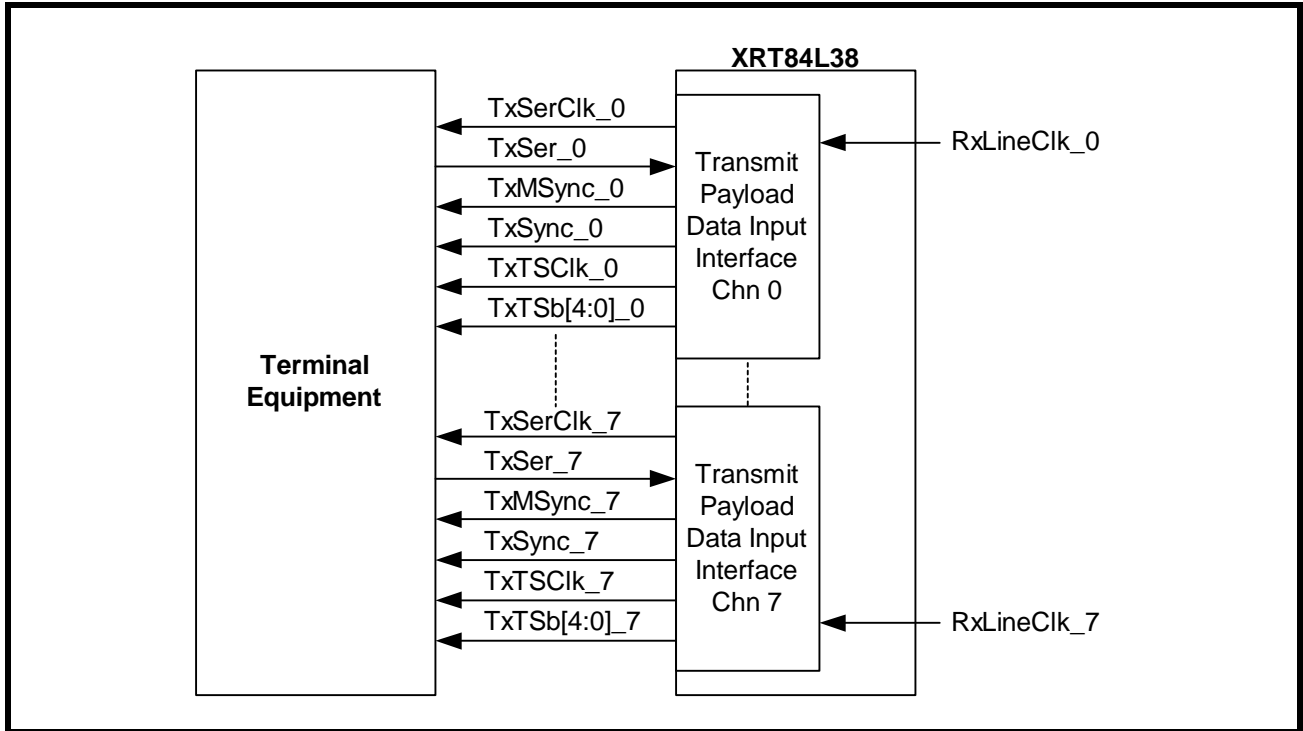 XRT84L38
TxSerClk_0
TxSer_0
TxMSync_0
TxSync_0
TxTSClk_0
TxTSb[4:0]_0
Transmit
Payload
Data Input
Interface
Chn 0
RxLineClk_0
Terminal
Equipment
TxSerClk_7
TxSer_7
TxMSync_7
TxSync_7
TxTSClk_7
TxTSb[4:0]_7
Transmit
Payload
Data Input
Interface
Chn 7
RxLineClk_7